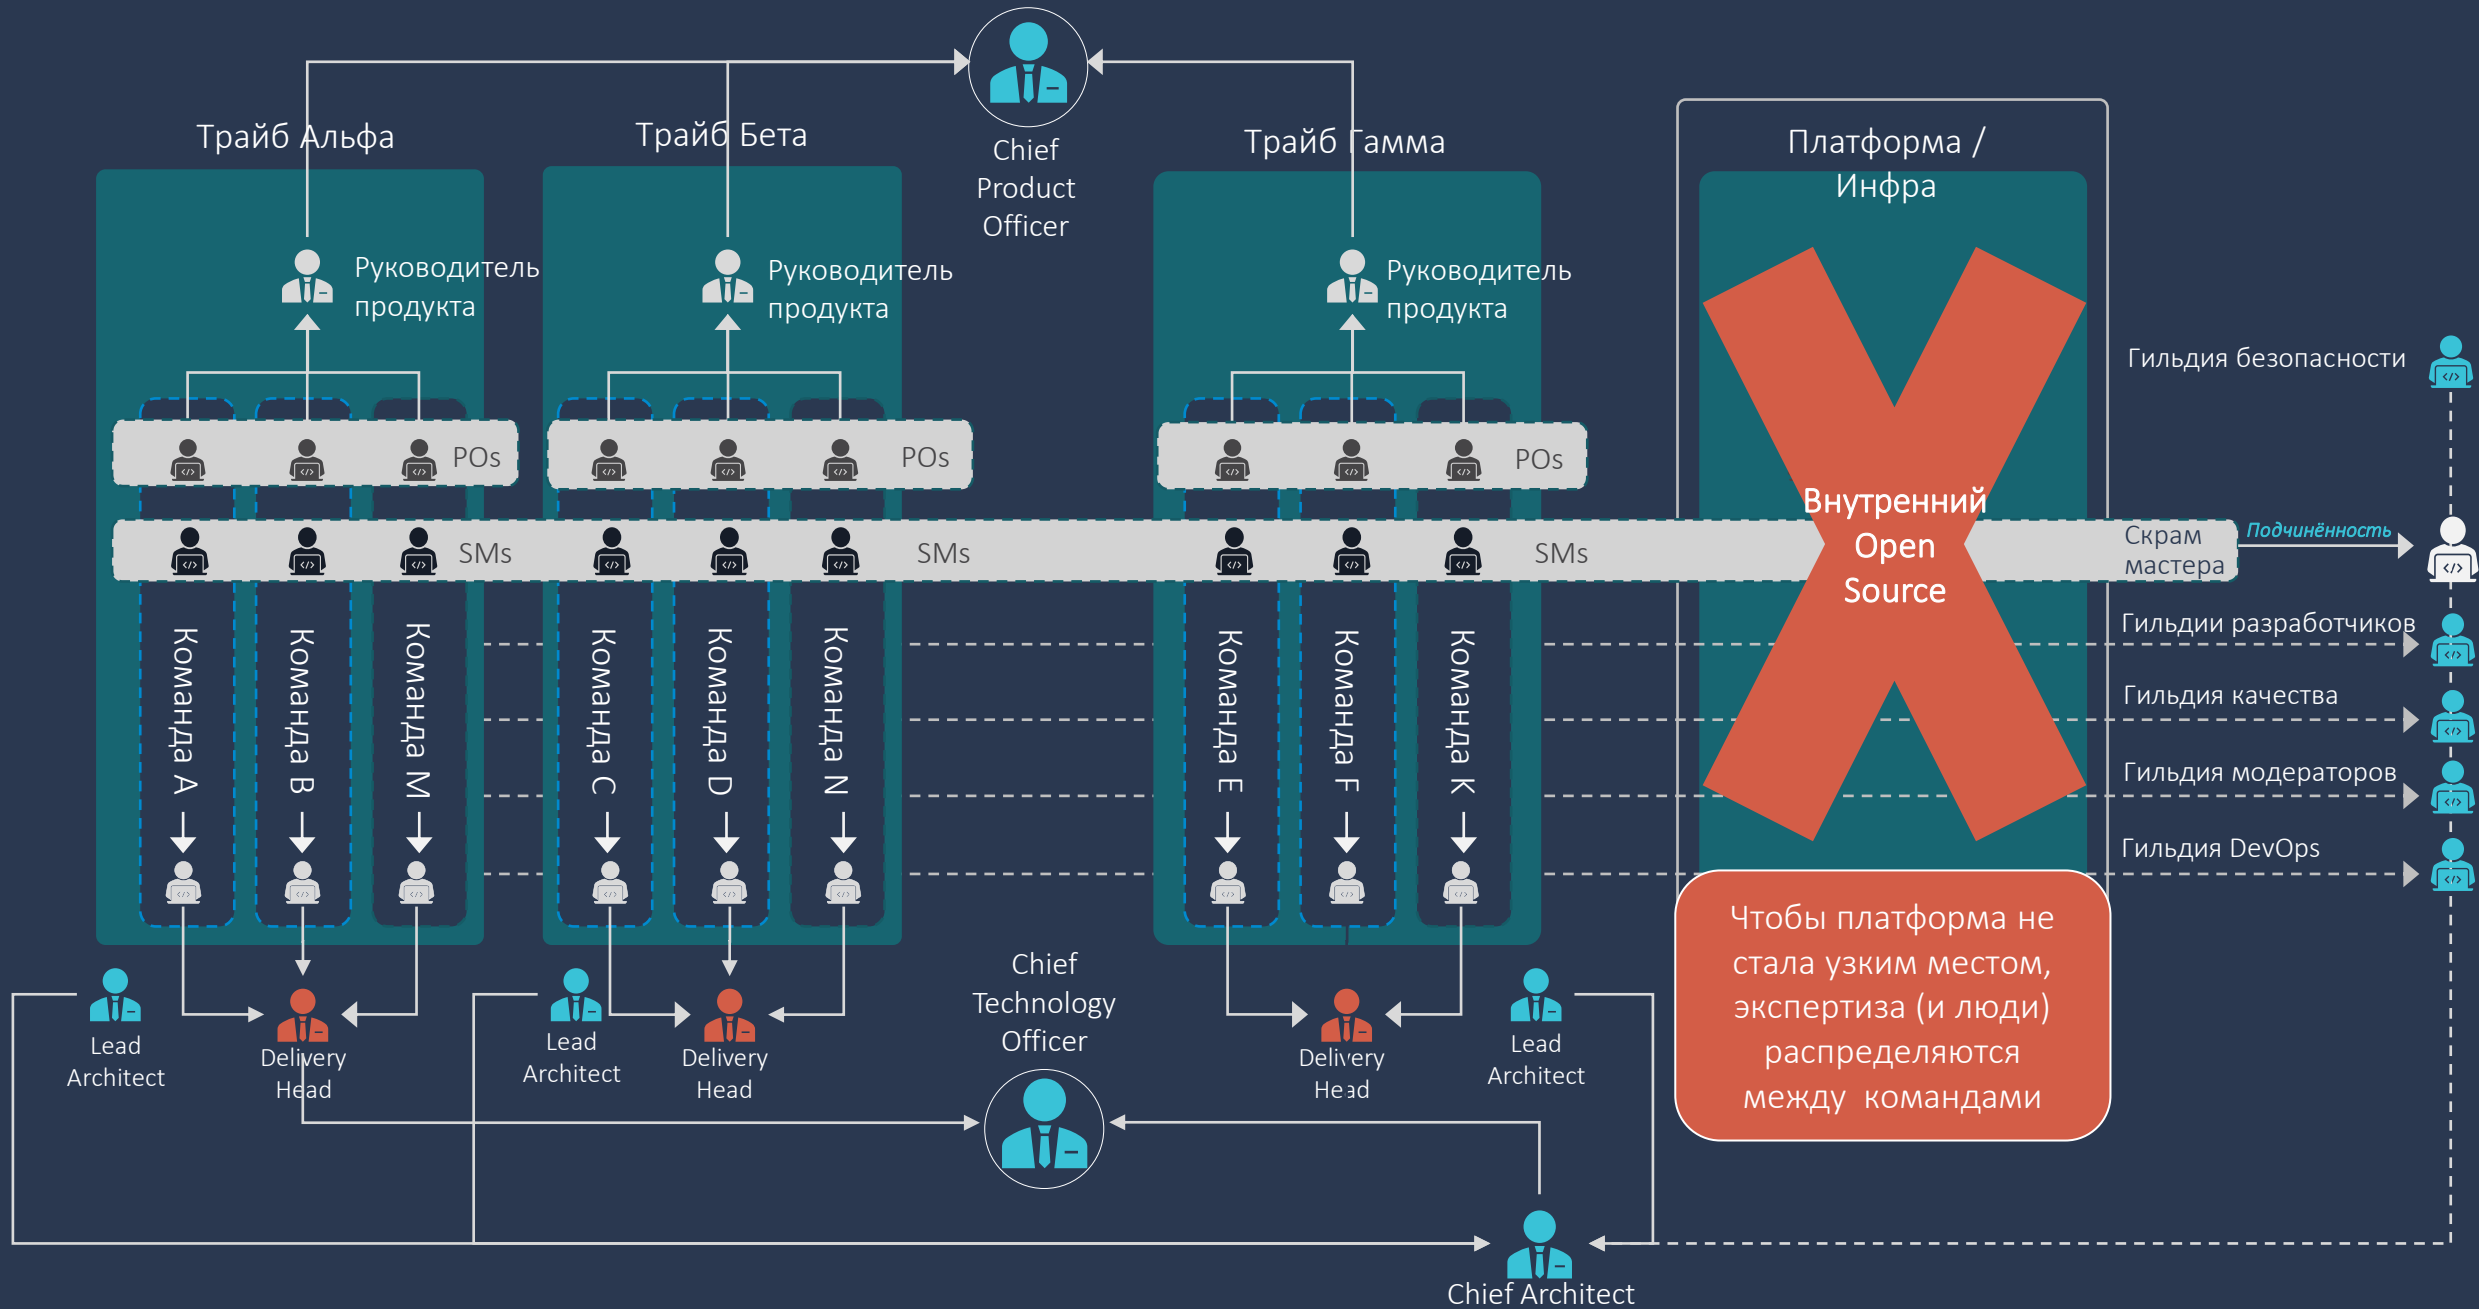 Трайб Альфа
Трайб Бета
Chief
Product
Officer
Трайб Гамма
Платформа /
Инфра
Руководитель
продукта
Руководитель
продукта
Руководитель
продукта
Гильдия безопасности
POs
POs
POs
SMs
SMs
SMs
Внутренний
Open
Source
Скрам
мастера
Подчинённость
Команда A
Команда B
Команда M
Команда C
Команда D
Команда N
Команда E
Команда F
Команда K
Гильдии разработчиков
Гильдия качества
Гильдия модераторов
Гильдия DevOps
Чтобы платформа не
стала узким местом,
экспертиза (и люди)
распределяются
между командами
Lead
Architect
Delivery
Head
Lead
Architect
Delivery
Head
Chief
Technology
Officer
Delivery
Head
Lead
Architect
Chief Architect